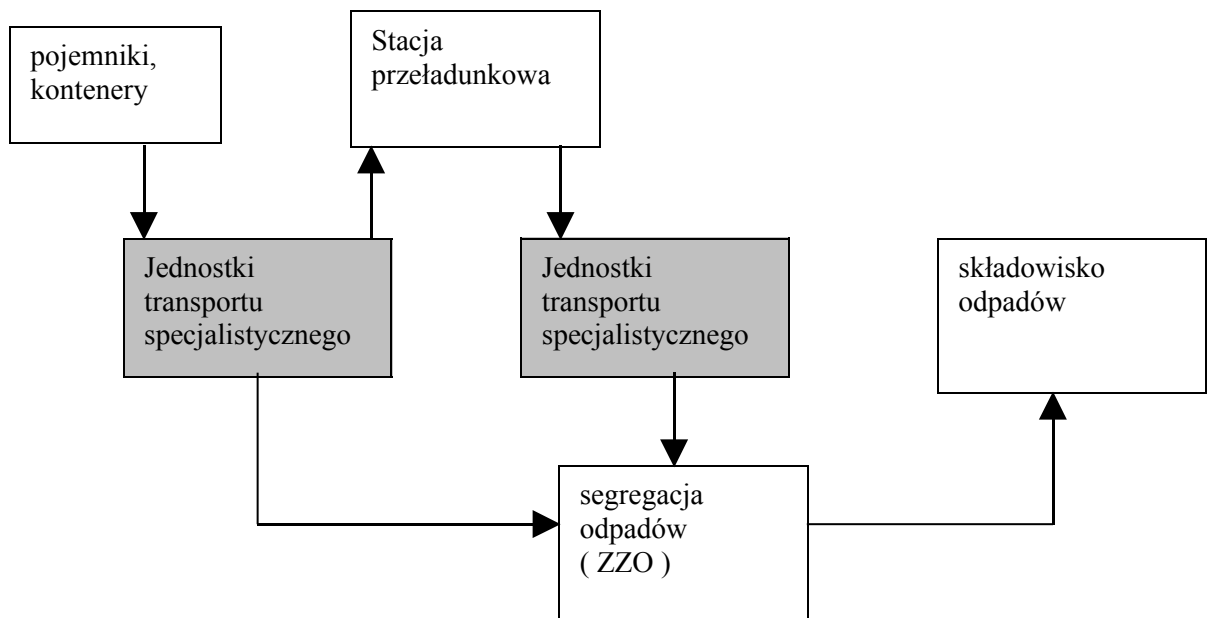 pojemniki,
kontenery
Stacja
przeładunkowa
Jednostki
transportu
specjalistycznego
Jednostki
transportu
specjalistycznego
składowisko
odpadów
segregacja
odpadów
( ZZO )